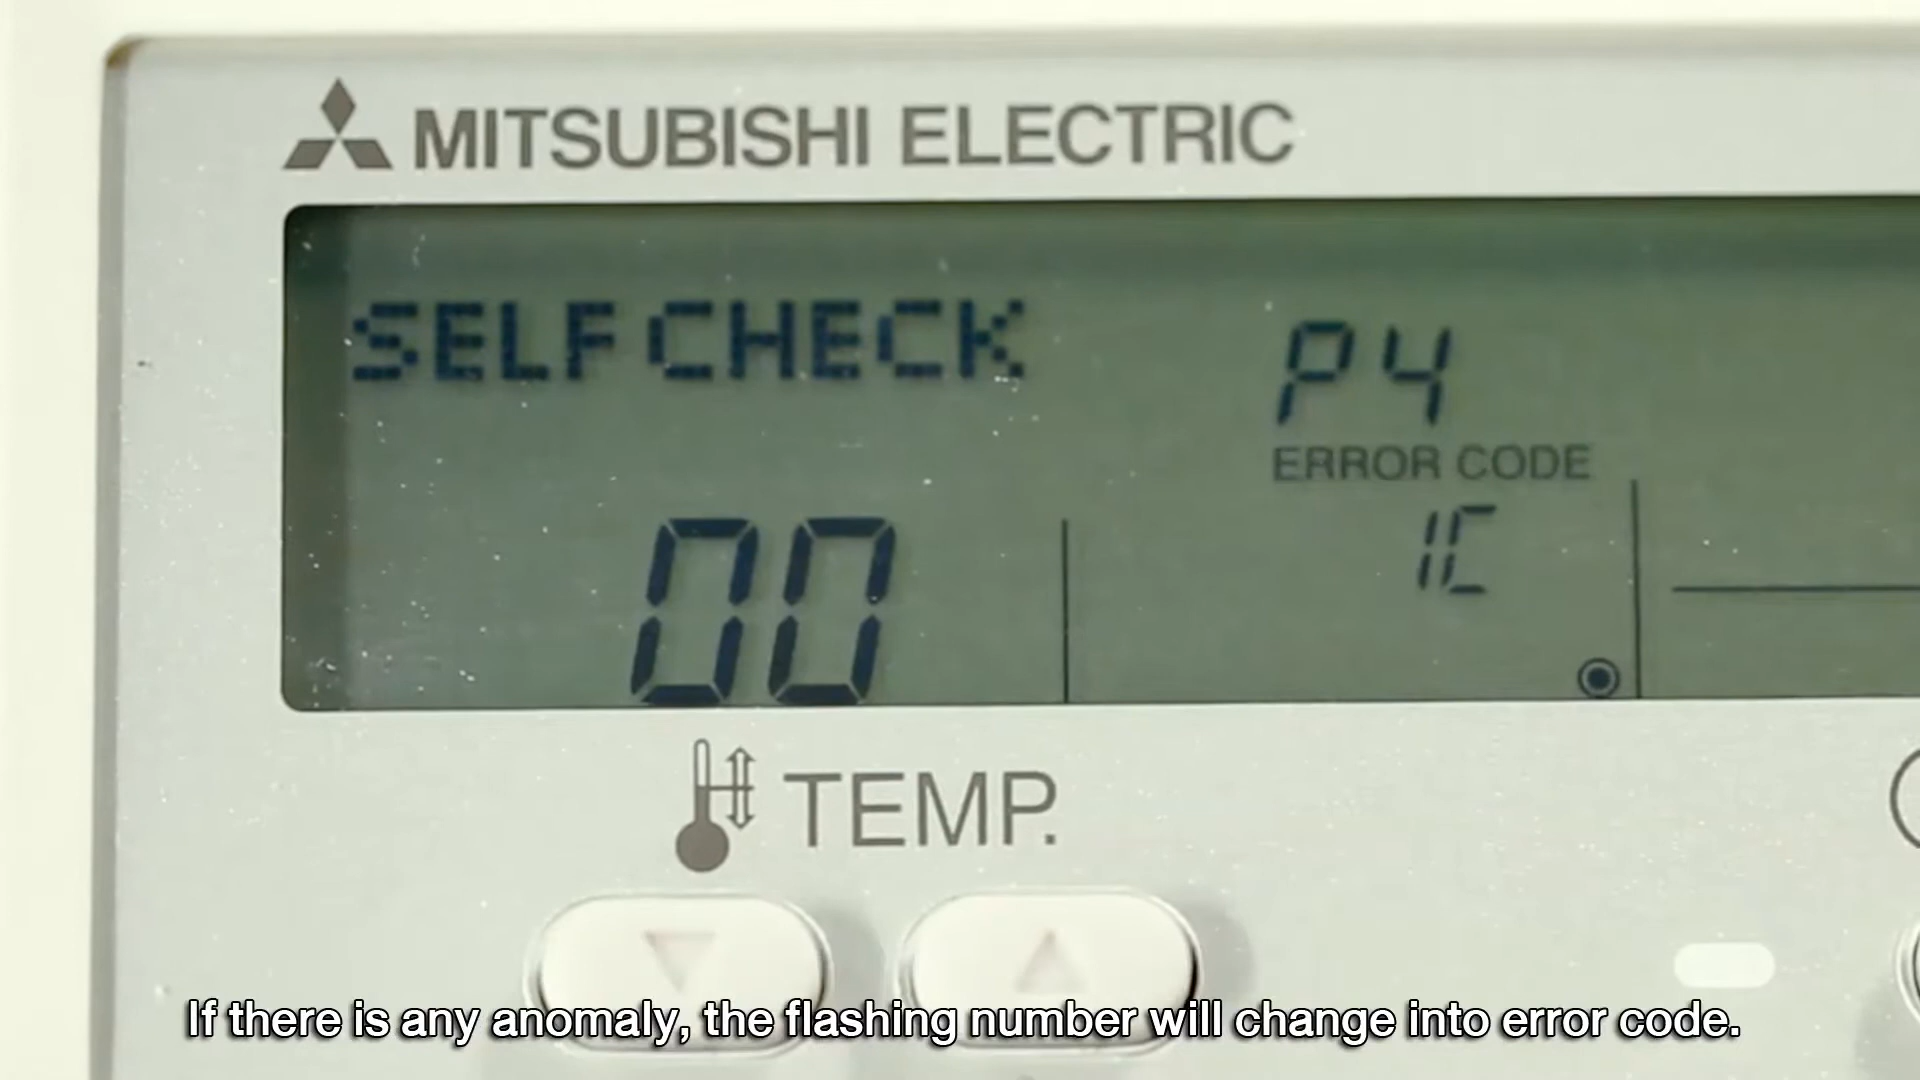 MITSUBISHI ELECTRIC
SELF CHECK
P4
ERROR CODE
00
1C
TEMP.
If there is any anomaly, the flashing number will change into error code.